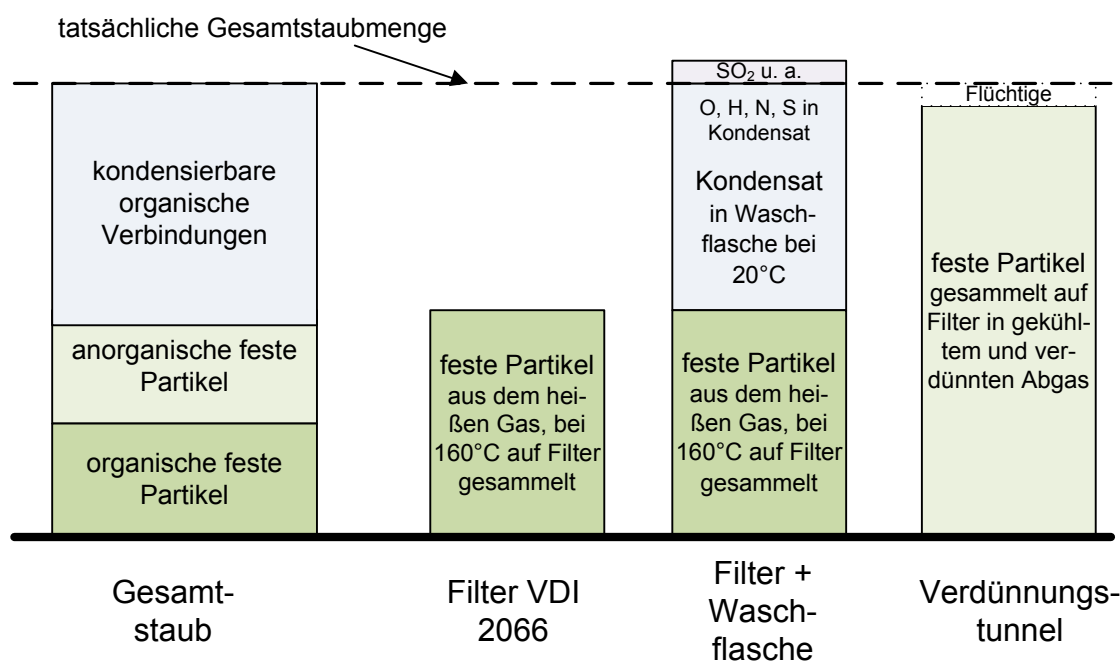 tatsächliche Gesamtstaubmenge
kondensierbare
organische
Verbindungen
anorganische feste
Partikel
organische feste
Partikel
feste Partikel
aus dem hei-
ßen Gas, bei
160°C auf Filter
gesammelt
SO₂ u. a.
O, H, N, S in
Kondensat
Kondensat
in Wasch-
flasche bei
20°C
feste Partikel
aus dem hei-
ßen Gas, bei
160°C auf Filter
gesammelt
Flüchtige
feste Partikel
gesammelt auf
Filter in gekühl-
tem und ver-
dünnten Abgas
Gesamt-
staub
Filter VDI
2066
Filter +
Wasch-
flasche
Verdünnungs-
tunnel